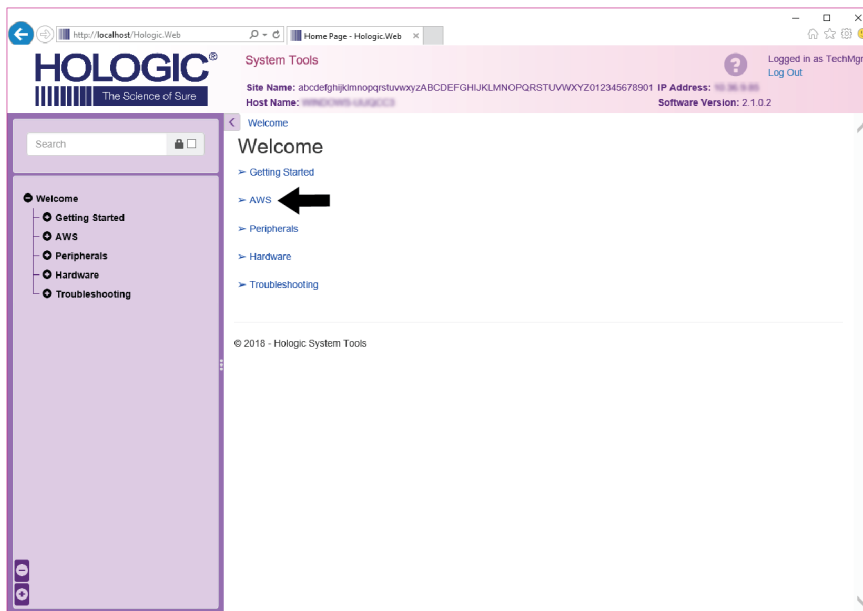 http://localhost/Hologic.Web
Home Page - Hologic.Web
HOLOGIC®
The Science of Sure
System Tools
Logged in as TechMgr
Log Out
Site Name: abcdefghijklmnopqrstuvwxyzABCDEFGHIJKLMNOPQRSTUVWXYZ012345678901 IP Address:
Host Name:
Software Version: 2.1.0.2
Search
Welcome
Getting Started
AWS
Peripherals
Hardware
Troubleshooting
Welcome
Welcome
➢ Getting Started
➢ AWS
➢ Peripherals
➢ Hardware
➢ Troubleshooting
© 2018 - Hologic System Tools